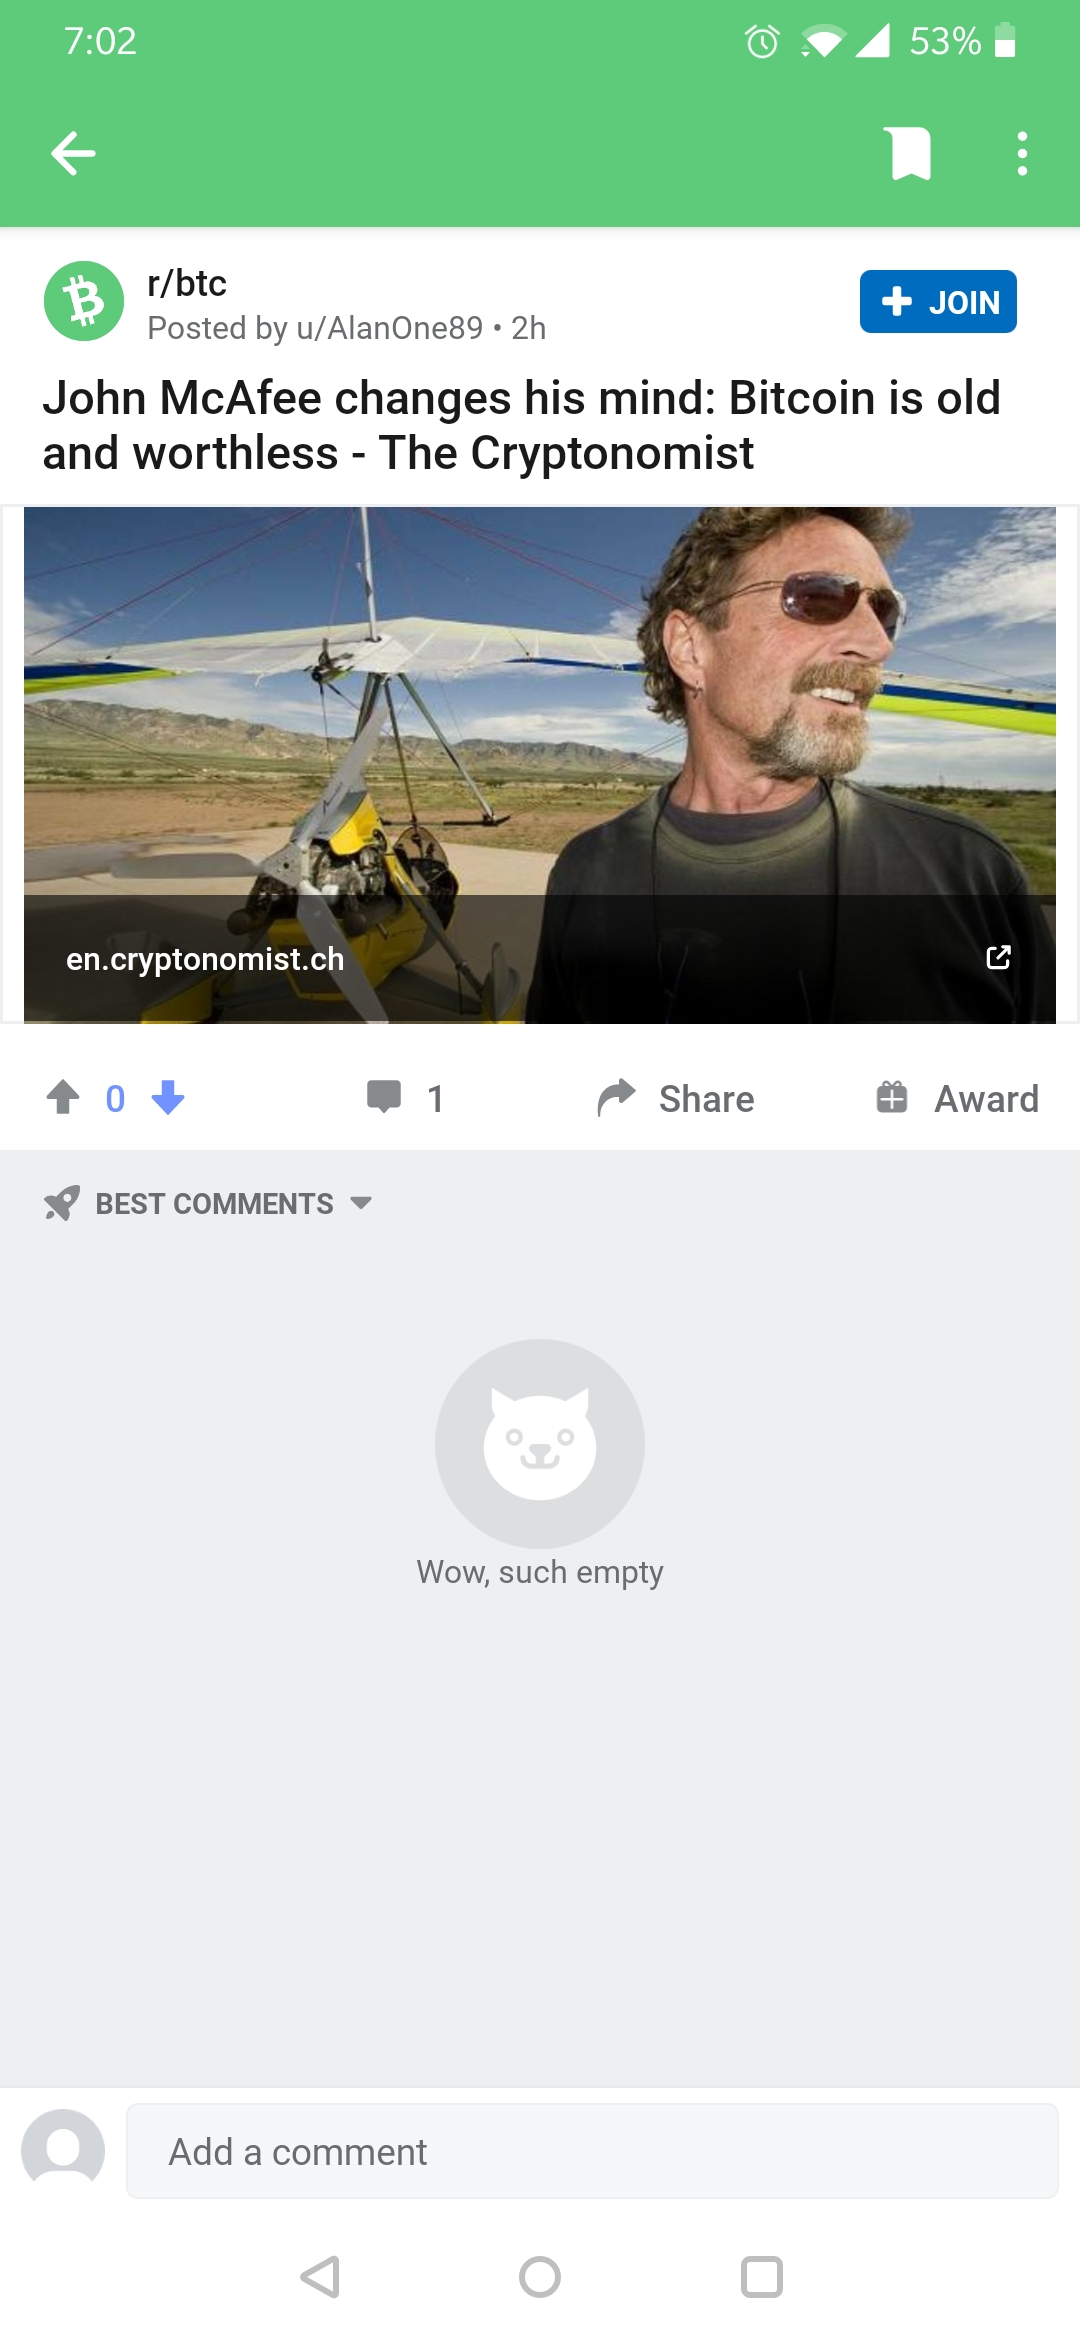 7:02
53%
r/btc
Posted by u/AlanOne89 • 2h
JOIN
John McAfee changes his mind: Bitcoin is old
and worthless - The Cryptonomist
en.cryptonomist.ch
0
1
Share
Award
BEST COMMENTS
Wow, such empty
Add a comment